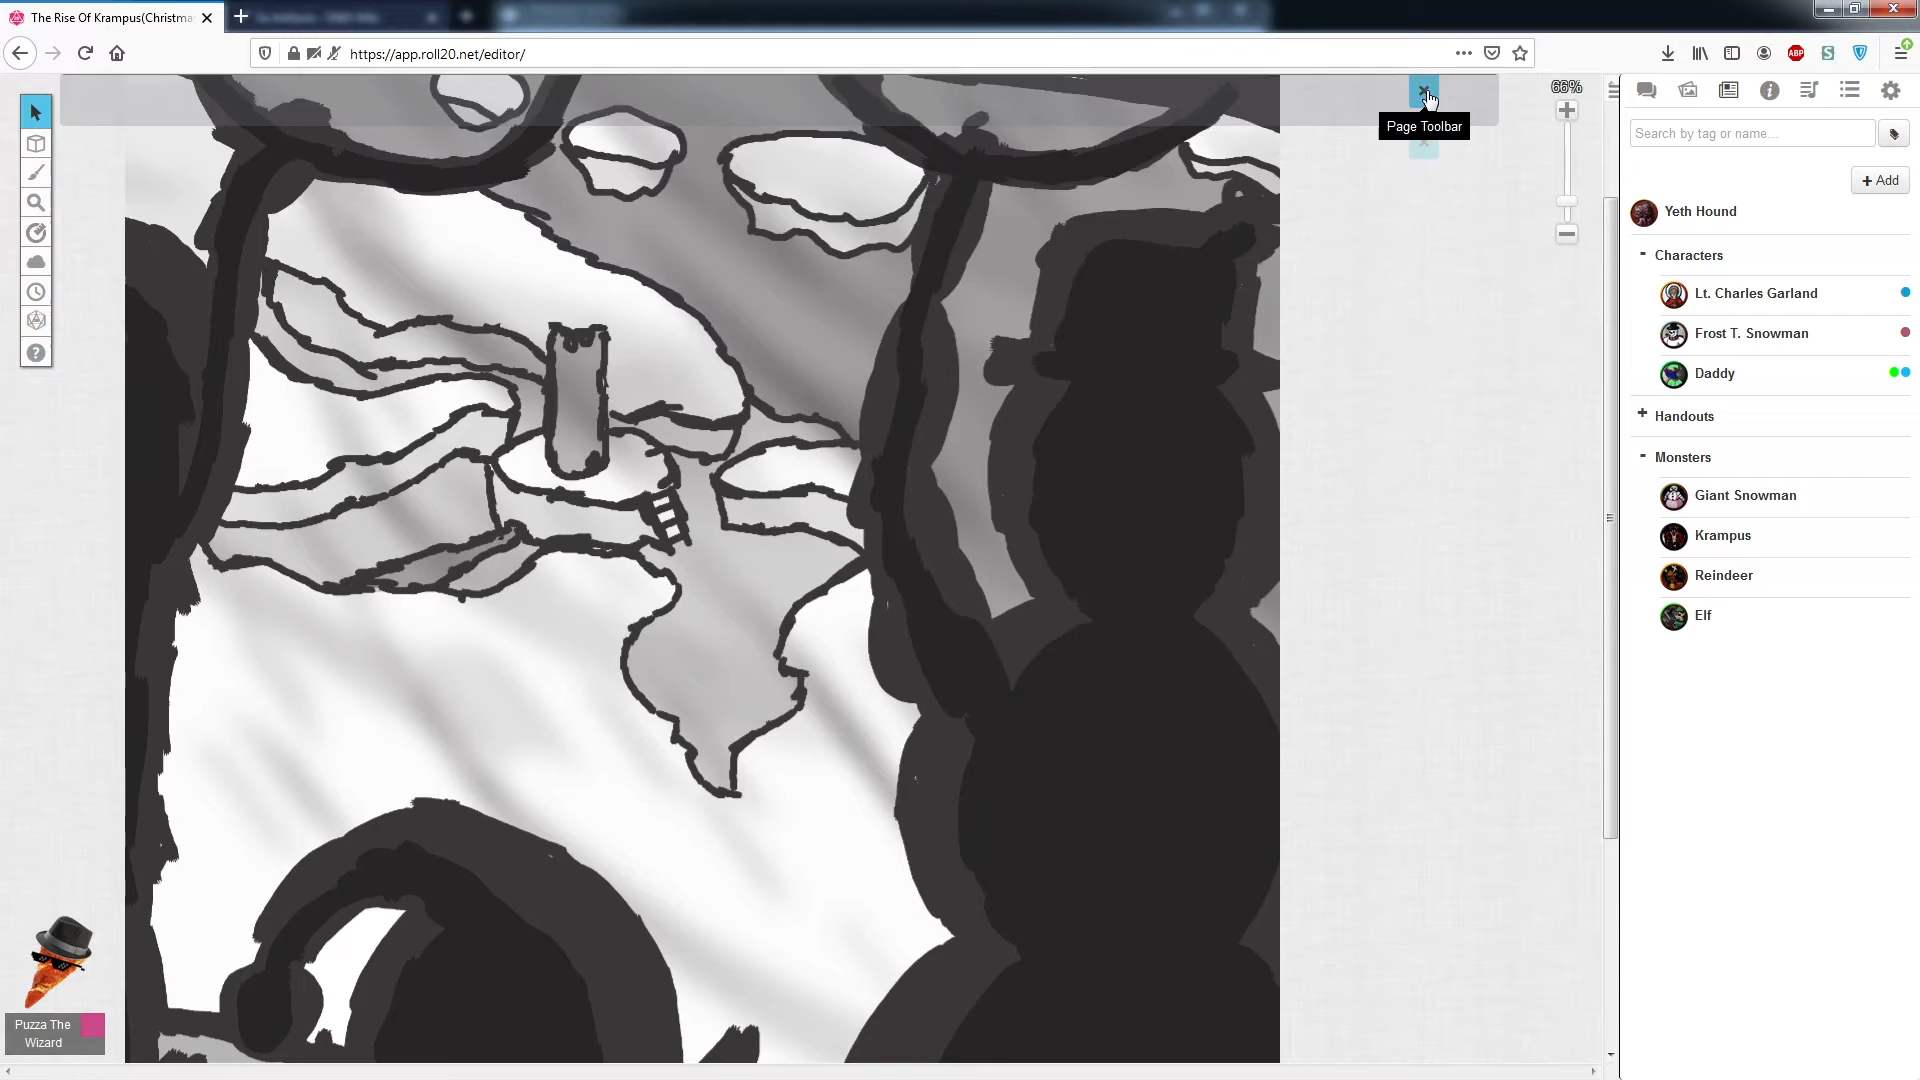 The Rise Of Krampus(Christma
https://app.roll20.net/editor/
ABP
S
66%
Page Toolbar
Search by tag or name...
+ Add
Yeth Hound
- Characters
Lt. Charles Garland
Frost T. Snowman
Daddy
+ Handouts
- Monsters
Giant Snowman
Krampus
Reindeer
Elf
Puzza The
Wizard